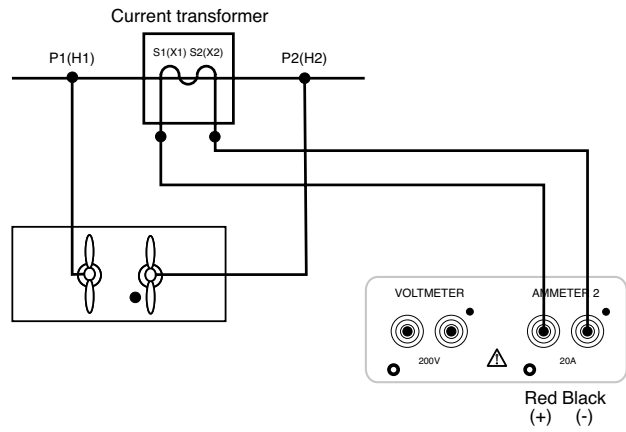 Current transformer
P1(H1) S1(X1) S2(X2) P2(H2)
VOLTMETER AMMETER 2
200V 20A
Red Black
(+) (-)